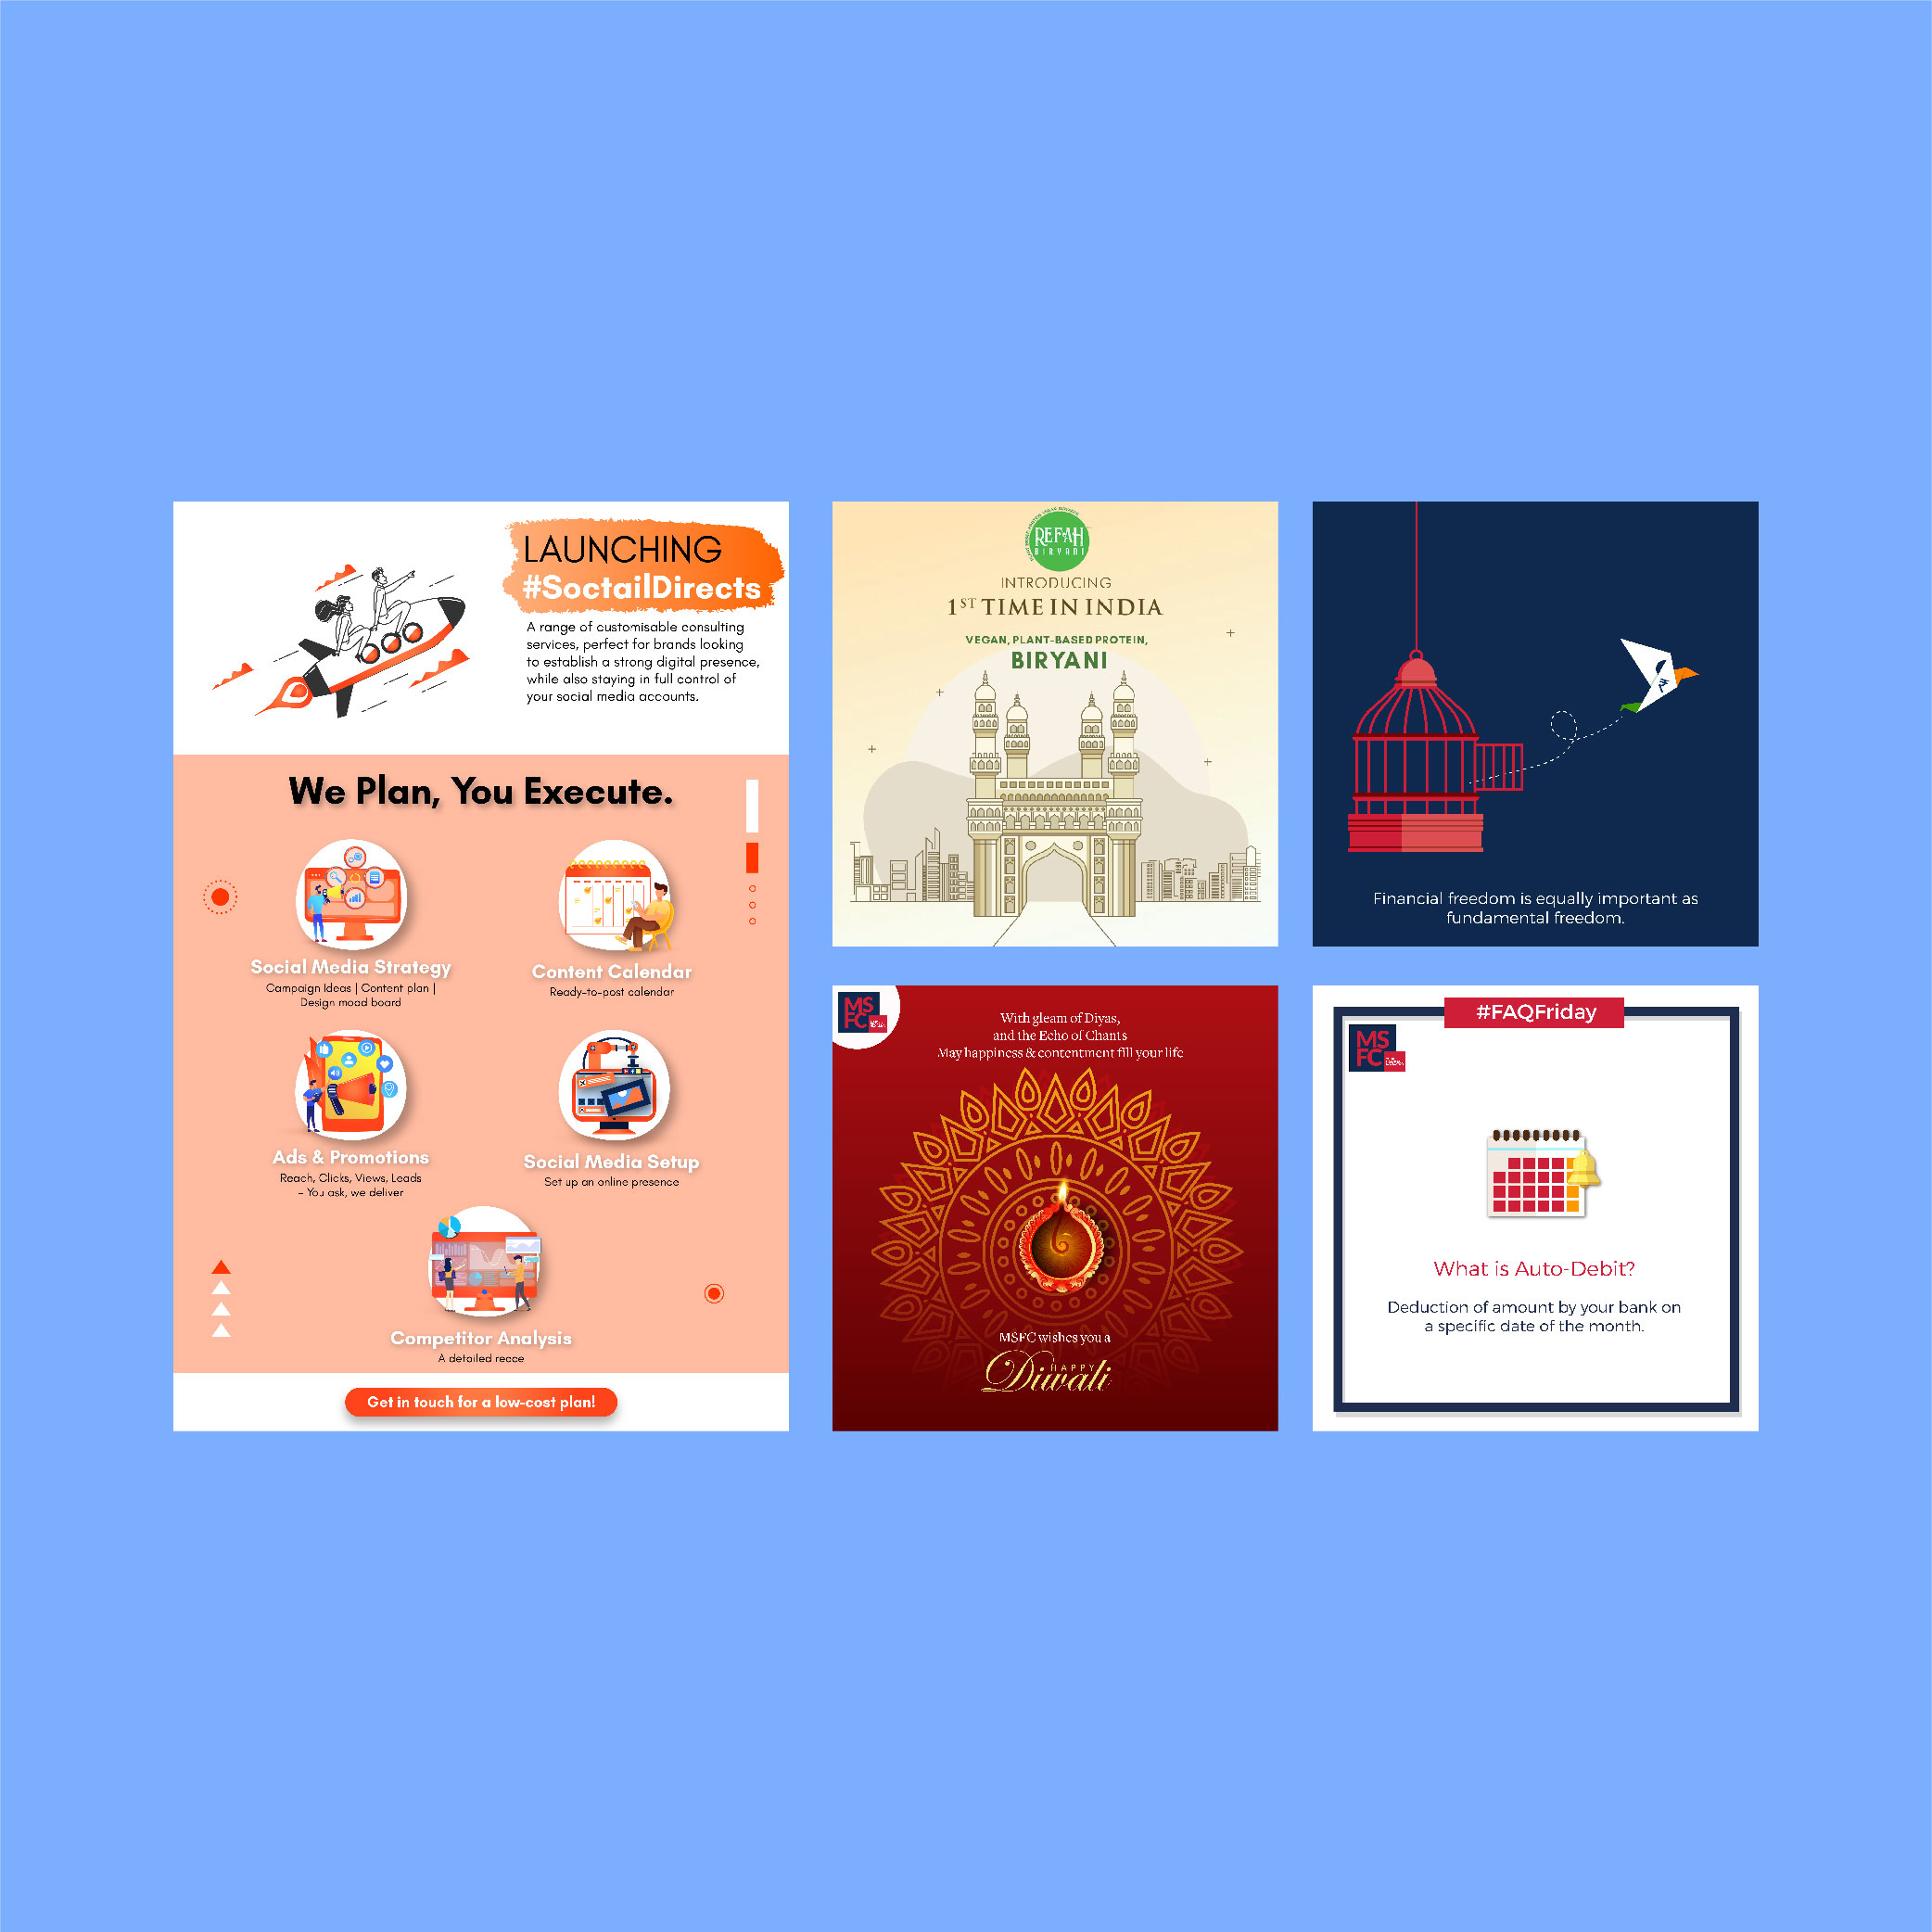 LAUNCHING
#SoctailDirects
A range of customisable consulting
services, perfect for brands looking
to establish a strong digital presence,
while also staying in full control of
your social media accounts.
We Plan, You Execute.
Social Media Strategy
Campaign Ideas | Content plan |
Design mood board
Content Calendar
Ready-to-post calendar
Ads & Promotions
Reach, Clicks, Views, Leads
- You ask, we deliver
Social Media Setup
Set up an online presence
Competitor Analysis
A detailed recce
Get in touch for a low-cost plan!
REFAH
BIRYANI
INTRODUCING
1ST TIME IN INDIA
VEGAN, PLANT-BASED PROTEIN,
BIRYANI
₹
Financial freedom is equally important as
fundamental freedom.
MS
FC
With gleam of Diyas,
and the Echo of Chants
May happiness & contentment fill your life
MSFC wishes you a
HAPPY
Diwali
#FAQFriday
MS
FC
What is Auto-Debit?
Deduction of amount by your bank on
a specific date of the month.